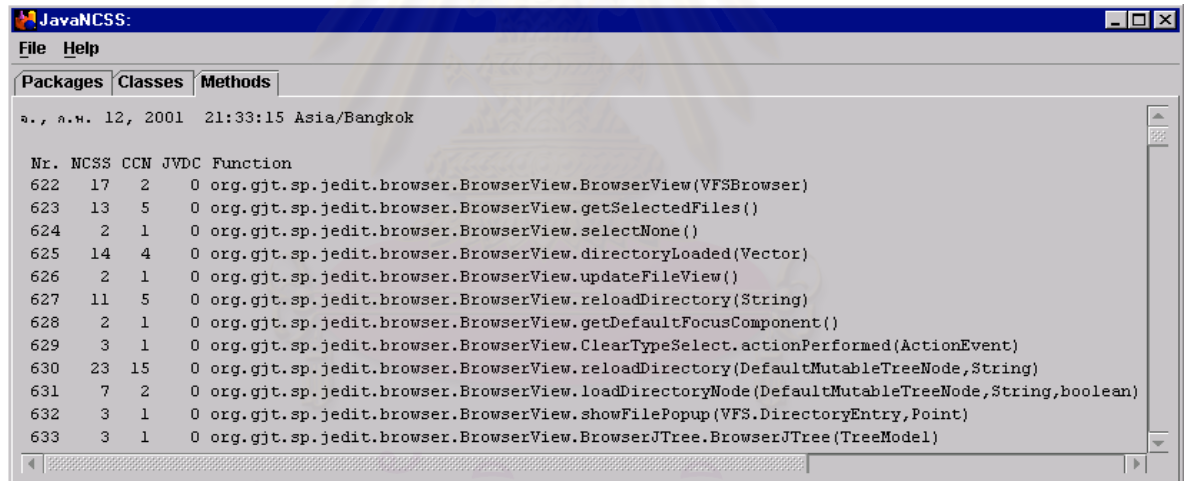 JavaNCSS:
File Help
Packages Classes Methods
จ., ก.พ. 12, 2001 21:33:15 Asia/Bangkok
Nr. NCSS CCN JVDC Function
622 17 2 0 org.gjt.sp.jedit.browser.BrowserView.BrowserView(VFSBrowser)
623 13 5 0 org.gjt.sp.jedit.browser.BrowserView.getSelectedFiles()
624 2 1 0 org.gjt.sp.jedit.browser.BrowserView.selectNone()
625 14 4 0 org.gjt.sp.jedit.browser.BrowserView.directoryLoaded(Vector)
626 2 1 0 org.gjt.sp.jedit.browser.BrowserView.updateFileView()
627 11 5 0 org.gjt.sp.jedit.browser.BrowserView.reloadDirectory(String)
628 2 1 0 org.gjt.sp.jedit.browser.BrowserView.getDefaultFocusComponent()
629 3 1 0 org.gjt.sp.jedit.browser.BrowserView.ClearTypeSelect.actionPerformed(ActionEvent)
630 23 15 0 org.gjt.sp.jedit.browser.BrowserView.reloadDirectory(DefaultMutableTreeNode,String)
631 7 2 0 org.gjt.sp.jedit.browser.BrowserView.loadDirectoryNode(DefaultMutableTreeNode,String,boolean)
632 3 1 0 org.gjt.sp.jedit.browser.BrowserView.showFilePopup(VFS.DirectoryEntry,Point)
633 3 1 0 org.gjt.sp.jedit.browser.BrowserView.BrowserJTree.BrowserJTree(TreeModel)